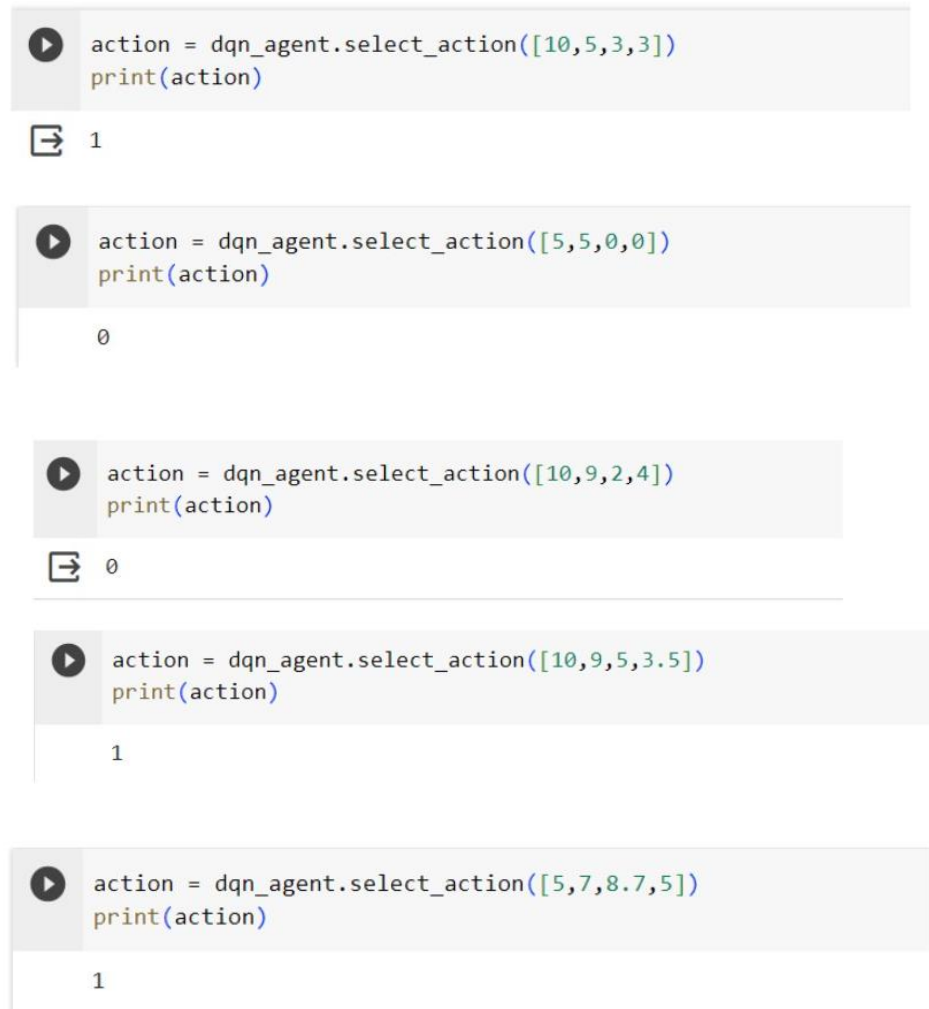 action = dqn_agent.select_action([10,5,3,3])
print(action)
1
action = dqn_agent.select_action([5,5,0,0])
print(action)
0
action = dqn_agent.select_action([10,9,2,4])
print(action)
0
action = dqn_agent.select_action([10,9,5,3.5])
print(action)
1
action = dqn_agent.select_action([5,7,8.7,5])
print(action)
1